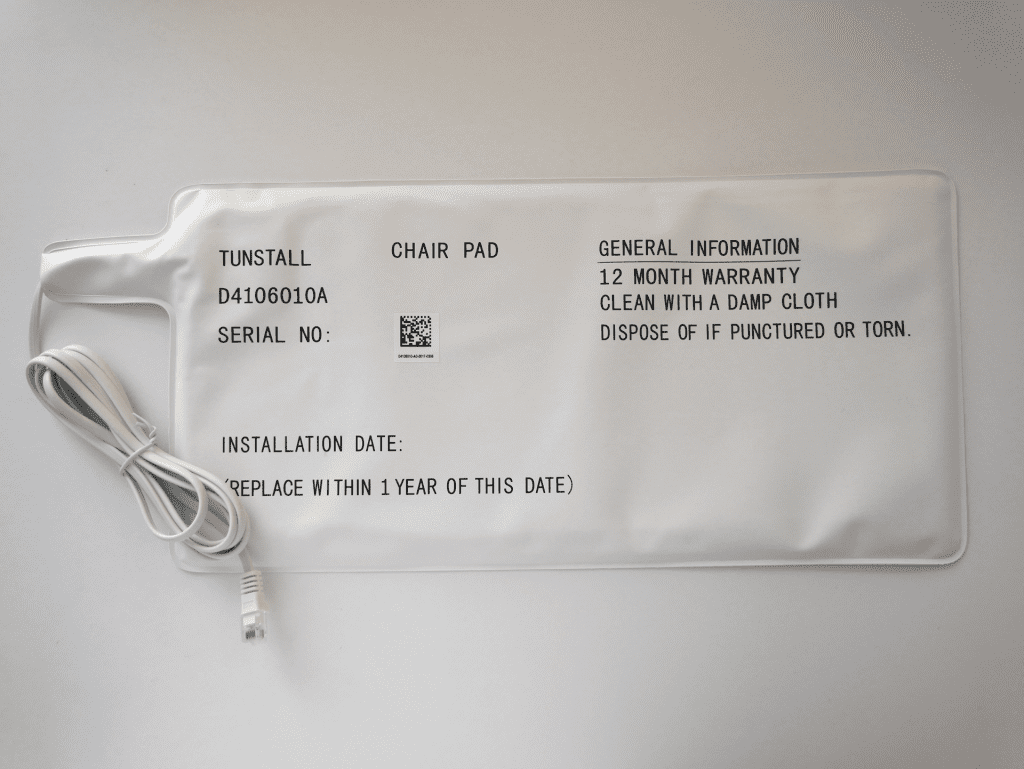 TUNSTALL
D4106010A
SERIAL NO:
CHAIR PAD
INSTALLATION DATE:
(REPLACE WITHIN 1 YEAR OF THIS DATE)
GENERAL INFORMATION
12 MONTH WARRANTY
CLEAN WITH A DAMP CLOTH
DISPOSE OF IF PUNCTURED OR TORN.